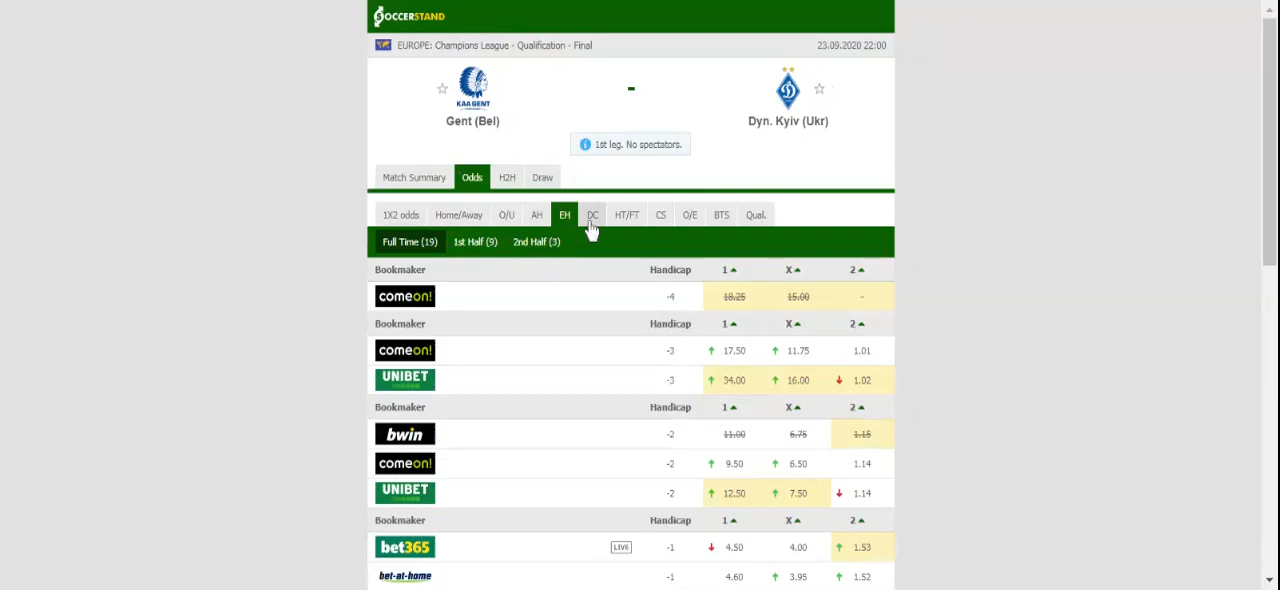 SOCCERSTAND
EUROPE: Champions League - Qualification - Final 23.09.2020 22:00
KAA GENT
-
Gent (Bel) Dyn. Kyiv (Ukr)
1st leg. No spectators.
Match Summary Odds H2H Draw
1X2 odds Home/Away O/U AH EH DC HT/FT CS O/E BTS Qual.
Full Time (19) 1st Half (9) 2nd Half (3)
Bookmaker Handicap 1 X 2
comeon! -4 18.25 15.00 -
Bookmaker Handicap 1 X 2
comeon! -3 17.50 11.75 1.01
UNIBET -3 34.00 16.00 1.02
Bookmaker Handicap 1 X 2
bwin -2 11.00 6.75 1.15
comeon! -2 9.50 6.50 1.14
UNIBET -2 12.50 7.50 1.14
Bookmaker Handicap 1 X 2
bet365 LIVE -1 4.50 4.00 1.53
bet-at-home -1 4.60 3.95 1.52